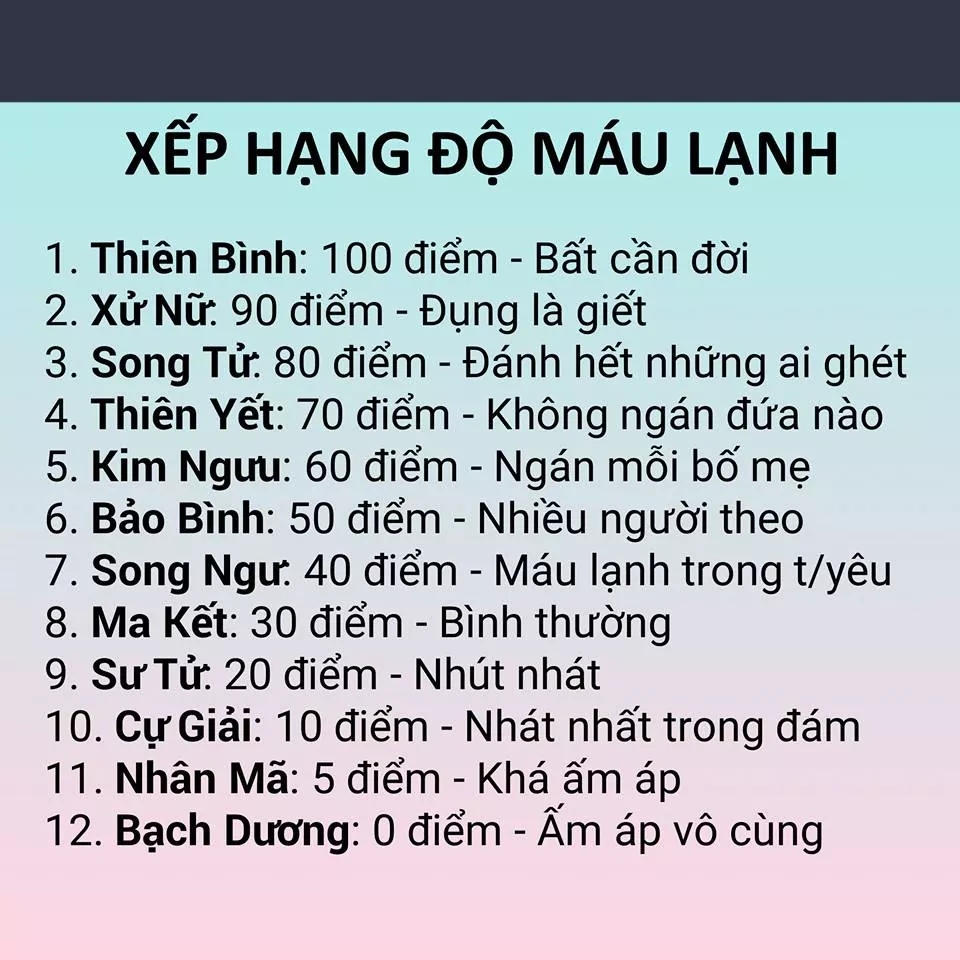 XẾP HẠNG ĐỘ MÁU LẠNH
1. Thiên Bình: 100 điểm - Bất cần đời
2. Xử Nữ: 90 điểm - Đụng là giết
3. Song Tử: 80 điểm - Đánh hết những ai ghét
4. Thiên Yết: 70 điểm - Không ngán đứa nào
5. Kim Ngưu: 60 điểm - Ngán mỗi bố mẹ
6. Bảo Bình: 50 điểm - Nhiều người theo
7. Song Ngư: 40 điểm - Máu lạnh trong t/yêu
8. Ma Kết: 30 điểm - Bình thường
9. Sư Tử: 20 điểm - Nhút nhát
10. Cự Giải: 10 điểm - Nhát nhất trong đám
11. Nhân Mã: 5 điểm - Khá ấm áp
12. Bạch Dương: 0 điểm - Ấm áp vô cùng